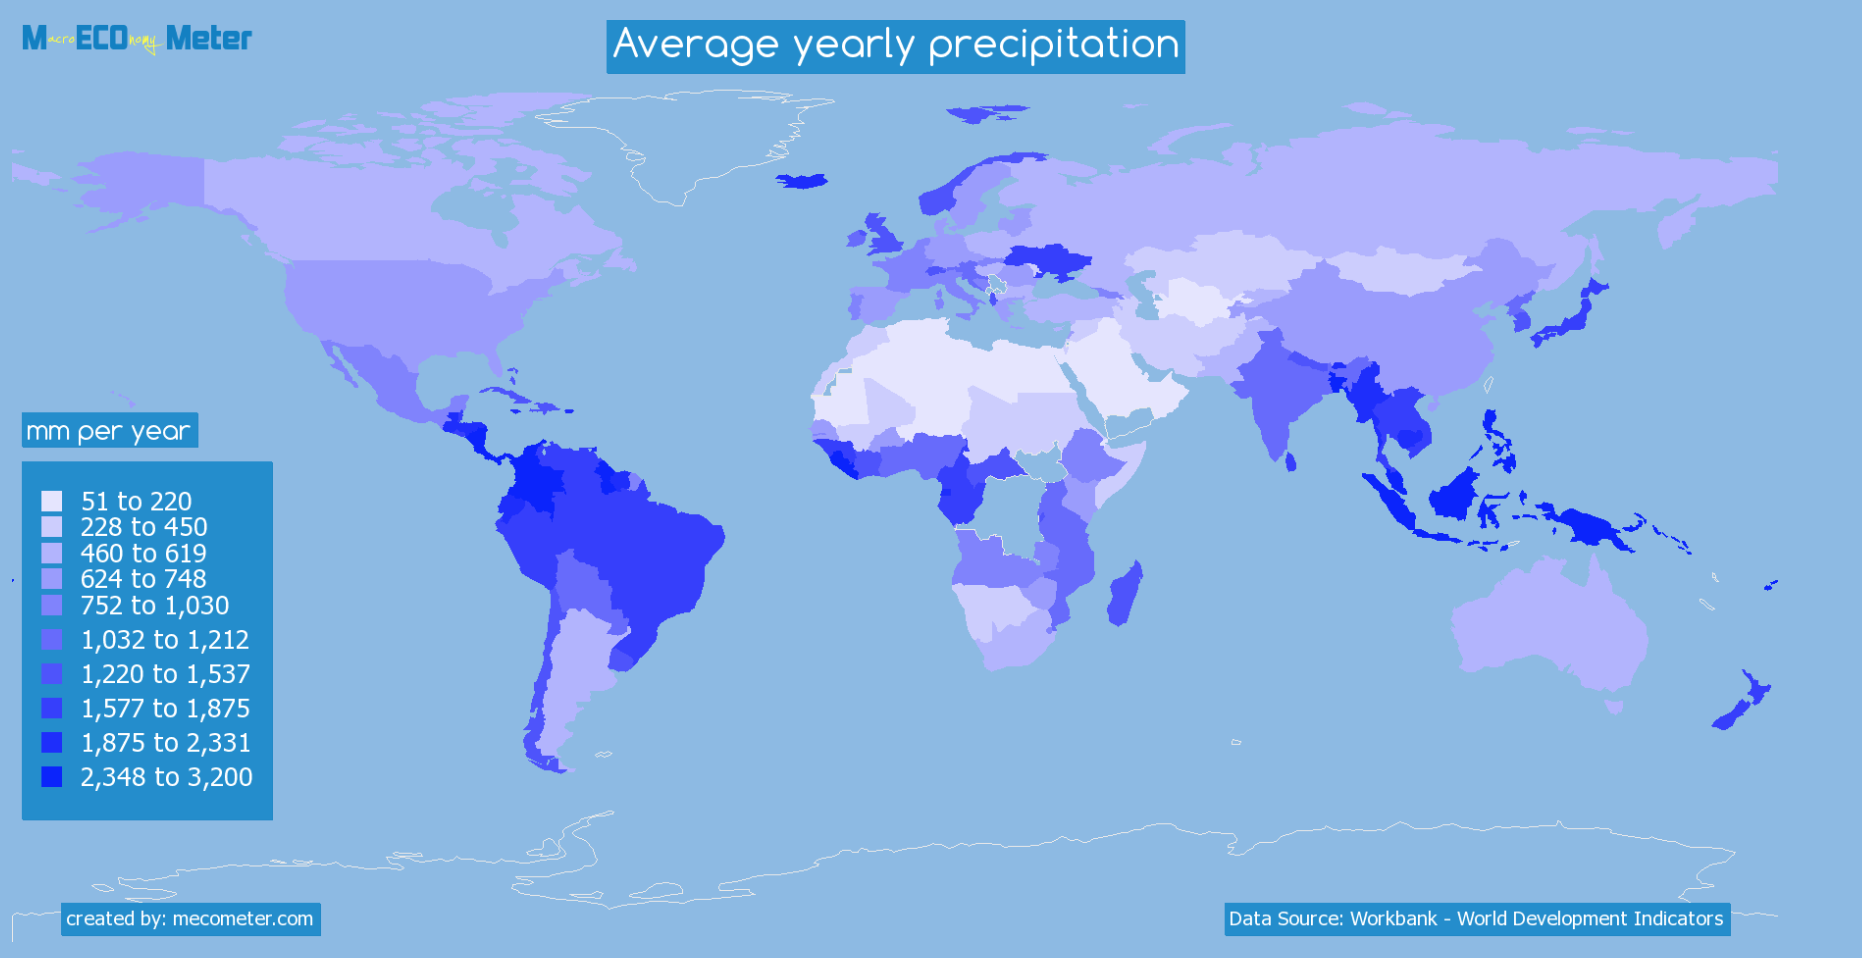 MacroECOnomy Meter
Average yearly precipitation
mm per year
51 to 220
228 to 450
460 to 619
624 to 748
752 to 1,030
1,032 to 1,212
1,220 to 1,537
1,577 to 1,875
1,875 to 2,331
2,348 to 3,200
created by: mecometer.com
Data Source: Workbank - World Development Indicators